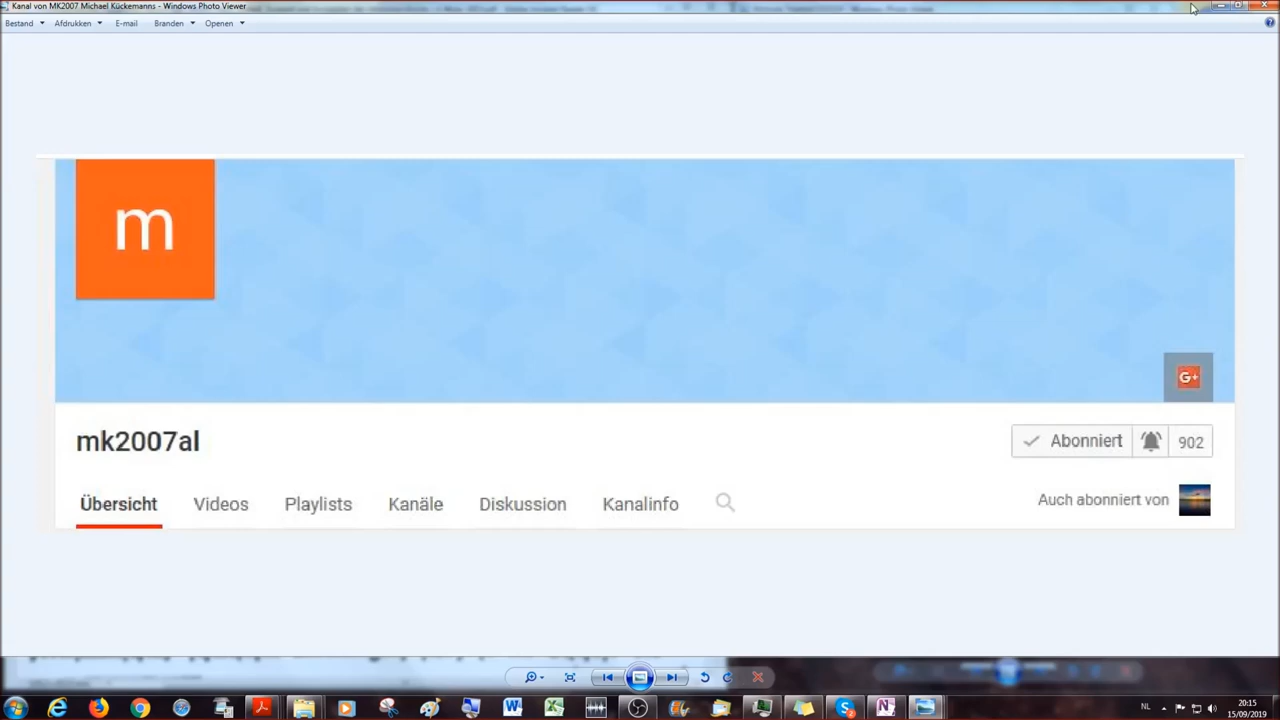 Kanal von MK2007 Michael Kückemanns - Windows Photo Viewer
Bestand Afdrukken E-mail Branden Openen
m
G+
mk2007al
Abonniert 902
Übersicht Videos Playlists Kanäle Diskussion Kanalinfo
Auch abonniert von
NL
20:15
15/09/2019